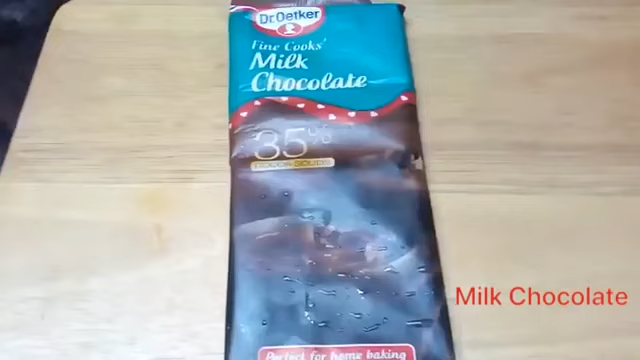 Dr. Oetker
Fine Cooks'
Milk
Chocolate
35%
COCOA SOLIDS
Milk Chocolate
Perfect for home baking